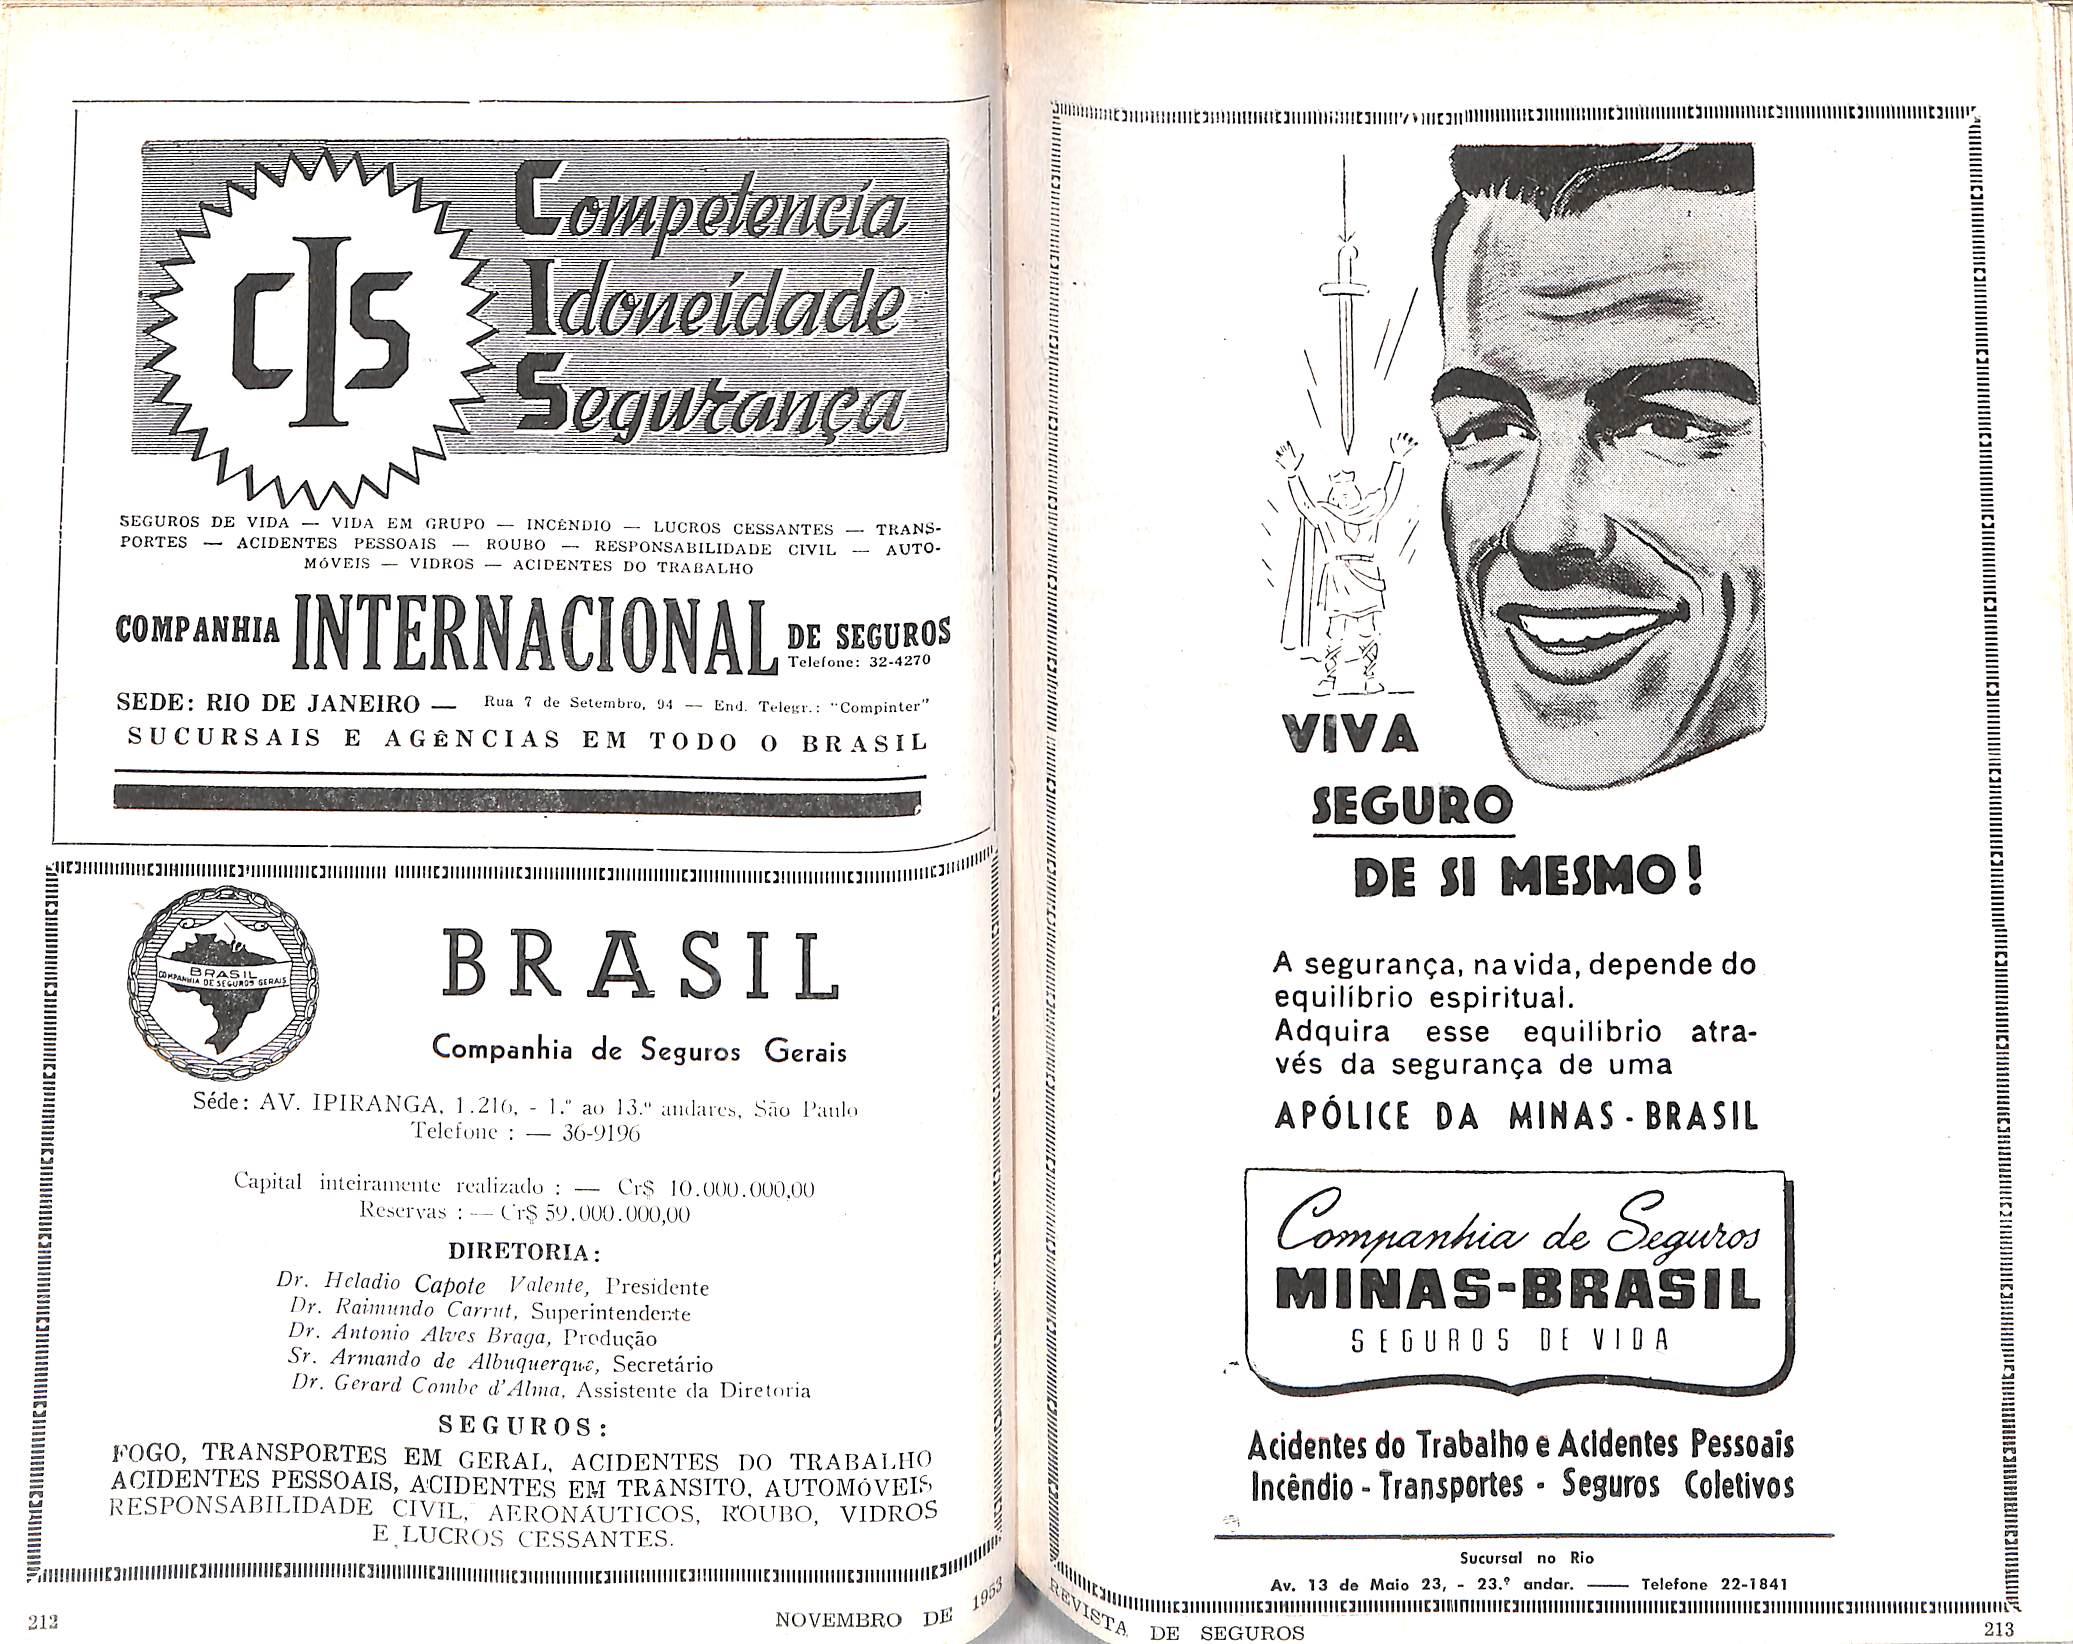 CIS
Competencia
Idoneidade
Segurança
SEGUROS DE VIDA — VIDA EM GRUPO — INCÊNDIO — LUCROS CESSANTES — TRANS-
PORTES — ACIDENTES PESSOAIS — ROUBO — RESPONSABILIDADE CIVIL — AUTO-
MÓVEIS — VIDROS — ACIDENTES DO TRABALHO
COMPANHIA INTERNACIONAL DE SEGUROS
Telefone: 32-4270
SEDE: RIO DE JANEIRO — Rua 7 de Setembro, 94 — End. Telegr.: "Compinter"
SUCURSAIS E AGÊNCIAS EM TODO O BRASIL
BRASIL
COMPANHIA DE SEGUROS GERAIS
BRASIL
Companhia de Seguros Gerais
Séde: AV. IPIRANGA, 1.216, - 1.º ao 13.º andares, São Paulo
Telefone : — 36-9196
Capital inteiramente realizado : — Cr$ 10.000.000,00
Reservas : — Cr$ 59.000.000,00
DIRETORIA:
Dr. Heladio Capote Valente, Presidente
Dr. Raimundo Carrut, Superintendente
Dr. Antonio Alves Braga, Produção
Sr. Armando de Albuquerque, Secretário
Dr. Gerard Combe d'Alma, Assistente da Diretoria
SEGUROS:
FOGO, TRANSPORTES EM GERAL, ACIDENTES DO TRABALHO
ACIDENTES PESSOAIS, ACIDENTES EM TRÂNSITO, AUTOMÓVEIS,
RESPONSABILIDADE CIVIL, AERONÁUTICOS, ROUBO, VIDROS
E LUCROS CESSANTES.
212
NOVEMBRO DE 1953
VIVA
SEGURO
DE SI MESMO!
A segurança, na vida, depende do
equilíbrio espiritual.
Adquira esse equilíbrio atra-
vés da segurança de uma
APÓLICE DA MINAS-BRASIL
Companhia de Seguros
MINAS-BRASIL
SEGUROS DE VIDA
Acidentes do Trabalho e Acidentes Pessoais
Incêndio - Transportes - Seguros Coletivos
Sucursal no Rio
Av. 13 de Maio 23, - 23.º andar. — Telefone 22-1841
REVISTA DE SEGUROS
213